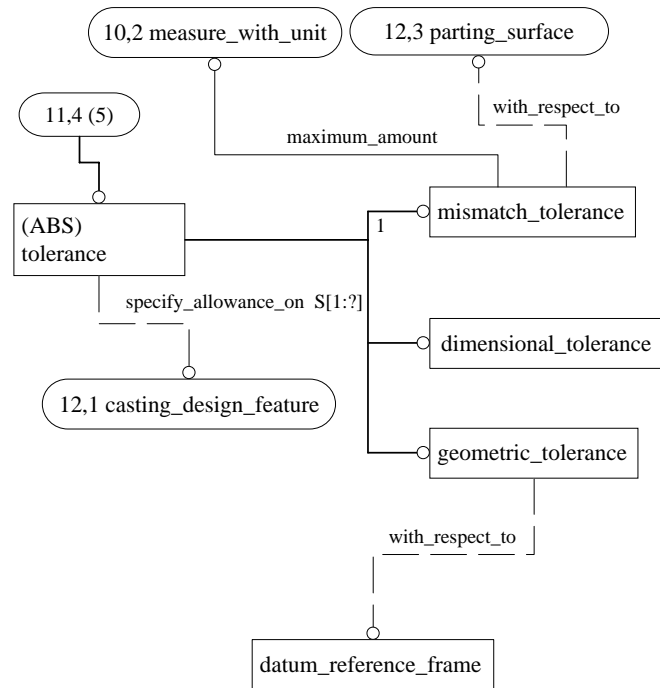 10,2 measure_with_unit
12,3 parting_surface
11,4 (5)
with_respect_to
maximum_amount
(ABS)
tolerance
1
mismatch_tolerance
specify_allowance_on S[1:?]
dimensional_tolerance
12,1 casting_design_feature
geometric_tolerance
with_respect_to
datum_reference_frame